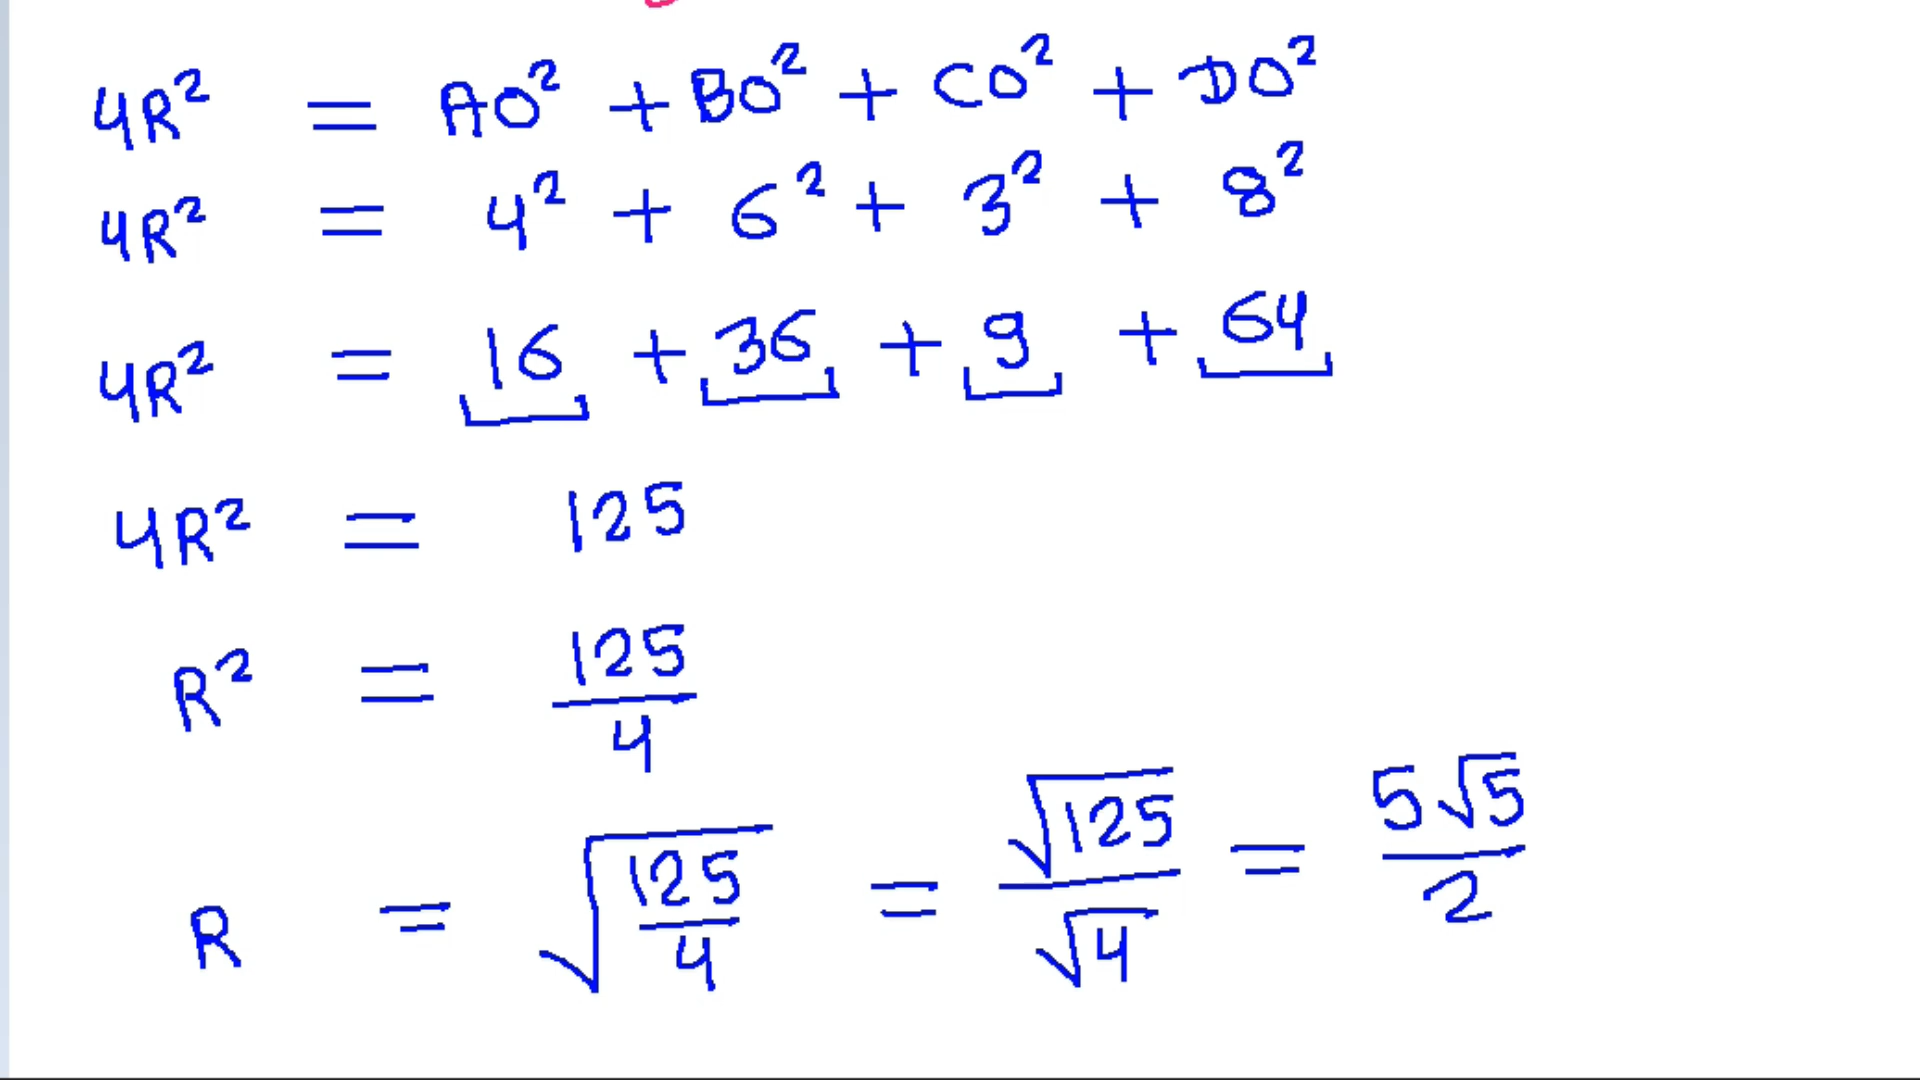 4R² = AO² + BO² + CO² + DO²
4R² = 4² + 6² + 3² + 8²
4R² = 16 + 36 + 9 + 64
4R² = 125
R² = 125/4
R = √(125/4) = √125/√4 = 5√5/2